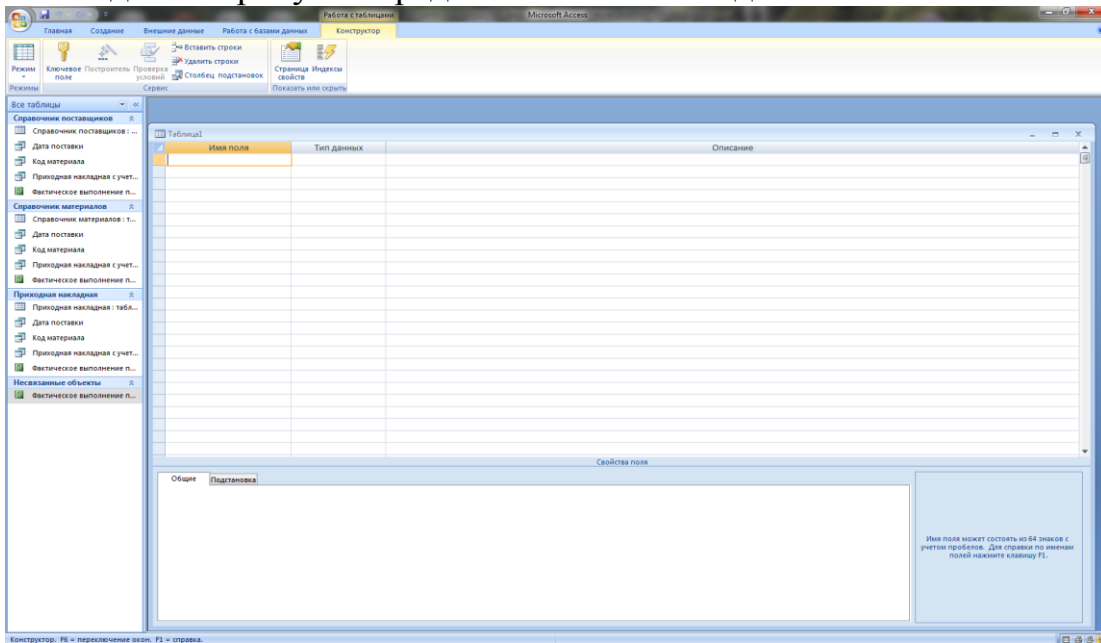 Работа с таблицами
Microsoft Access
Главная Создание Внешние данные Работа с базами данных Конструктор
Режим
Ключевое поле
Построитель
Проверка условий
Вставить строки
Удалить строки
Столбец подстановок
Страница свойств
Индексы
Режимы Сервис Показать или скрыть
Все таблицы
Справочник поставщиков
Справочник поставщиков : ...
Дата поставки
Код материала
Приходная накладная с учет...
Фактическое выполнение п...
Справочник материалов
Справочник материалов : т...
Дата поставки
Код материала
Приходная накладная с учет...
Фактическое выполнение п...
Приходная накладная
Приходная накладная : табл...
Дата поставки
Код материала
Приходная накладная с учет...
Фактическое выполнение п...
Несвязанные объекты
Фактическое выполнение п...
Таблица1
Имя поля Тип данных Описание
Свойства поля
Общие Подстановка
Имя поля может состоять из 64 знаков с
учетом пробелов. Для справки по именам
полей нажмите клавишу F1.
Конструктор. F6 = переключение окон. F1 = справка.